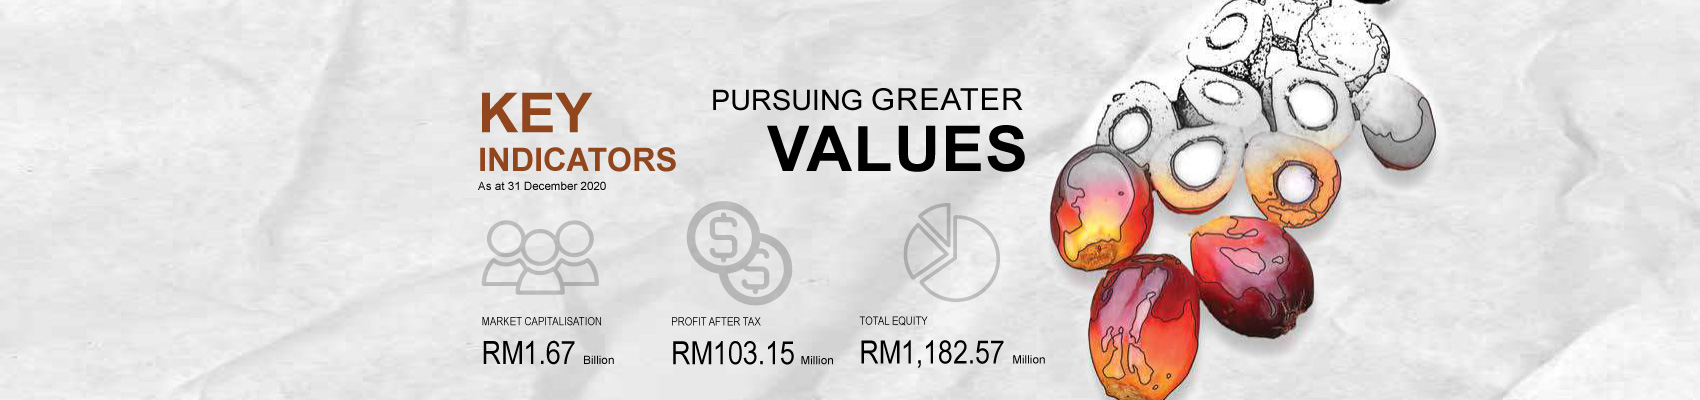 KEY
INDICATORS
As at 31 December 2020
PURSUING GREATER
VALUES
MARKET CAPITALISATION
RM1.67 Billion
PROFIT AFTER TAX
RM103.15 Million
TOTAL EQUITY
RM1,182.57 Million